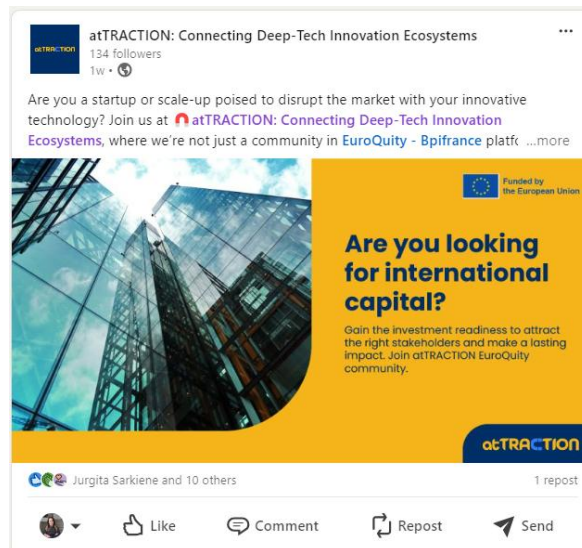 atTRACTION
atTRACTION: Connecting Deep-Tech Innovation Ecosystems
134 followers
1w •
Are you a startup or scale-up poised to disrupt the market with your innovative
technology? Join us at atTRACTION: Connecting Deep-Tech Innovation
Ecosystems, where we're not just a community in EuroQuity - Bpifrance platfo ...more
Funded by
the European Union
Are you looking
for international
capital?
Gain the investment readiness to attract
the right stakeholders and make a lasting
impact. Join atTRACTION EuroQuity
community.
atTRACTION
Jurgita Sarkiene and 10 others
1 repost
Like
Comment
Repost
Send